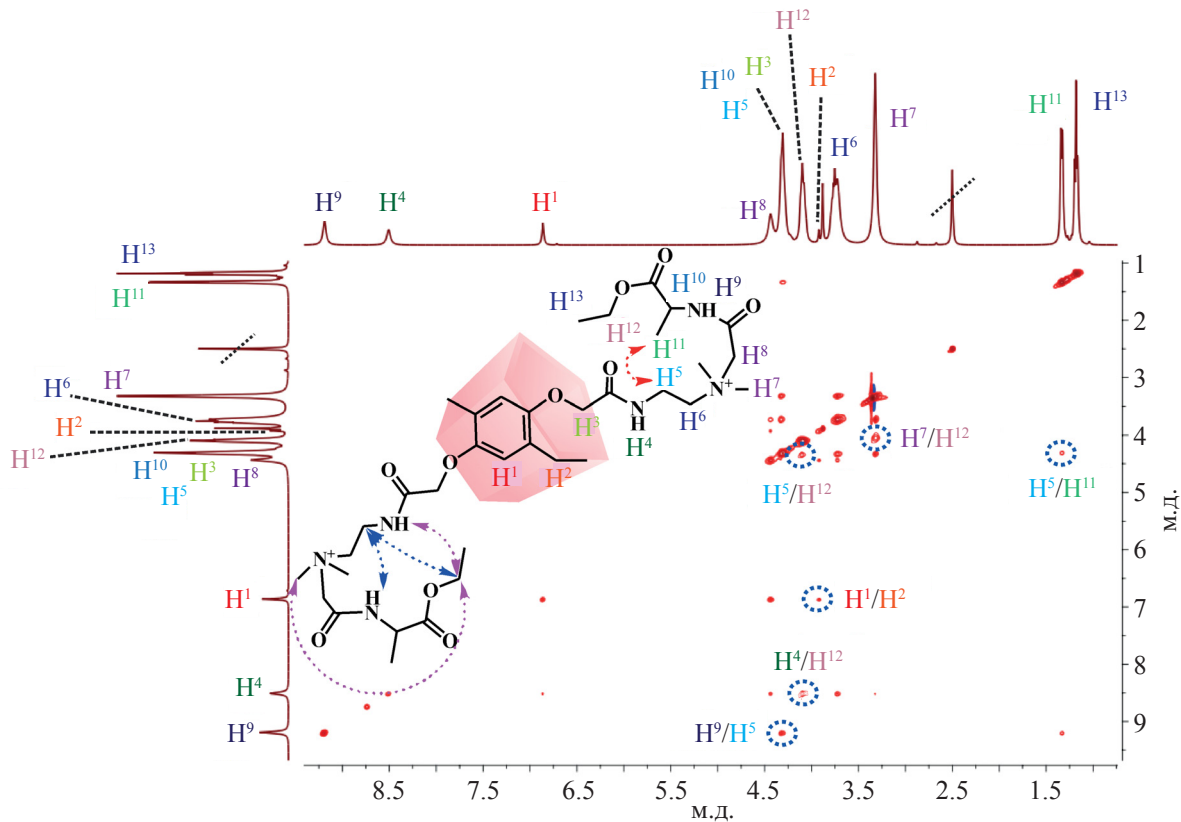 H¹²
H³
H²
H¹⁰
H⁵
H⁷
H¹¹
H¹³
H⁶
H⁹
H⁴
H¹
H⁸
H¹³
H¹¹
H⁷
H⁶
H²
H¹²
H¹⁰
H³
H⁸
H⁵
H¹
H⁴
H⁹
O
H¹⁰
H⁹
H¹³
O
NH
O
H¹²
H¹¹
H⁸
O
H⁵
N⁺
H⁷
O
N
H
H³
H⁴
H⁶
O
H¹
H²
O
NH
N⁺
H
N
O
O
O
H⁷/H¹²
H⁵/H¹²
H⁵/H¹¹
H¹/H²
H⁴/H¹²
H⁹/H⁵
1
2
3
4
5
6
7
8
9
м.д.
8.5
7.5
6.5
5.5
4.5
3.5
2.5
1.5
м.д.